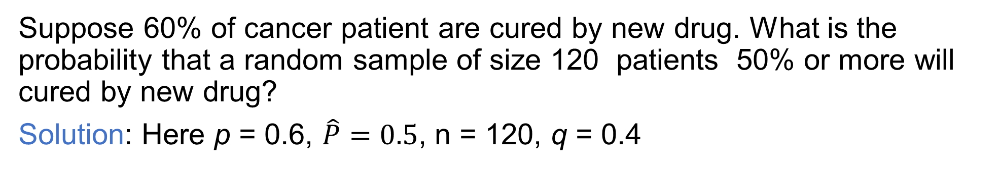 Suppose 60% of cancer patient are cured by new drug. What is the
probability that a random sample of size 120 patients 50% or more will
cured by new drug?
Solution: Here p = 0.6, P̂ = 0.5, n = 120, q = 0.4